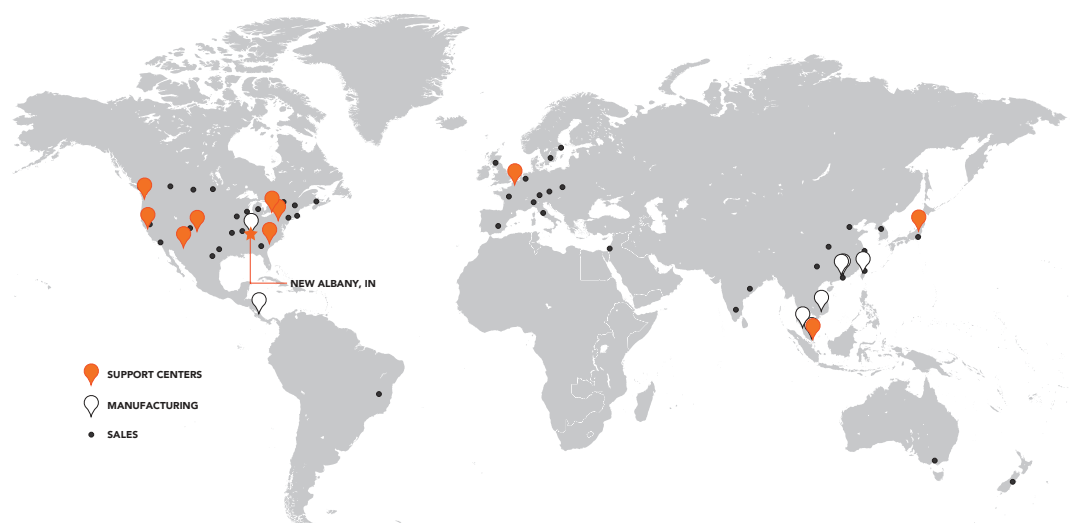 NEW ALBANY, IN
SUPPORT CENTERS
MANUFACTURING
SALES